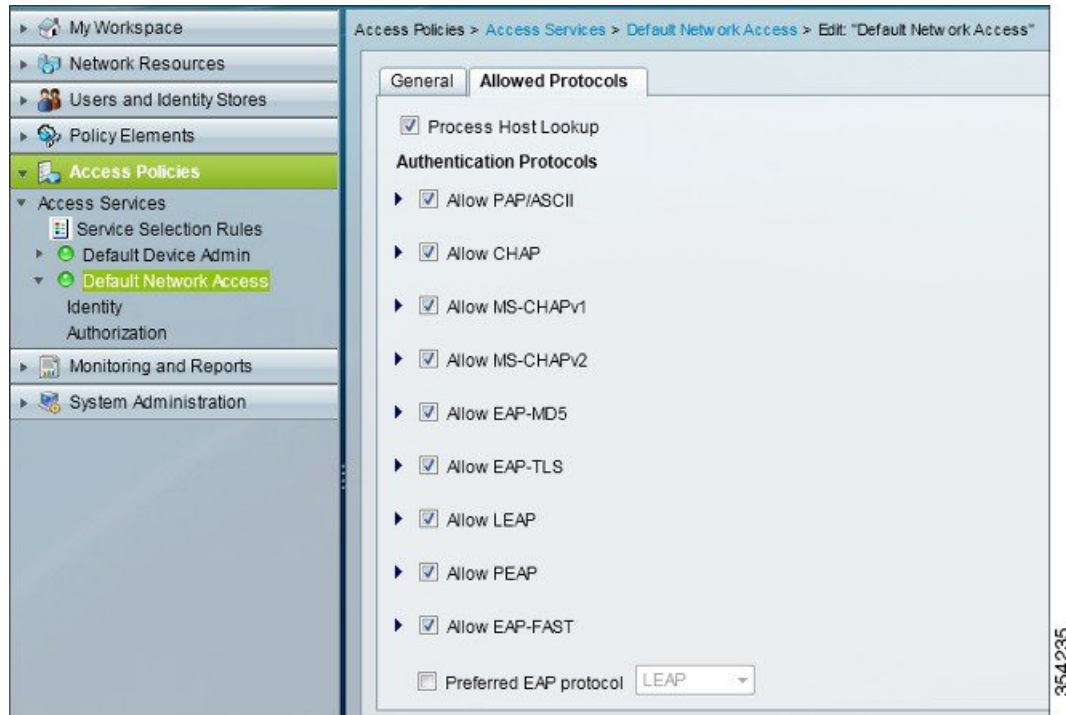 My Workspace
Network Resources
Users and Identity Stores
Policy Elements
Access Policies
Access Services
Service Selection Rules
Default Device Admin
Default Network Access
Identity
Authorization
Monitoring and Reports
System Administration
Access Policies > Access Services > Default Network Access > Edit: "Default Network Access"
General
Allowed Protocols
Process Host Lookup
Authentication Protocols
Allow PAP/ASCII
Allow CHAP
Allow MS-CHAPv1
Allow MS-CHAPv2
Allow EAP-MD5
Allow EAP-TLS
Allow LEAP
Allow PEAP
Allow EAP-FAST
Preferred EAP protocol LEAP
354235